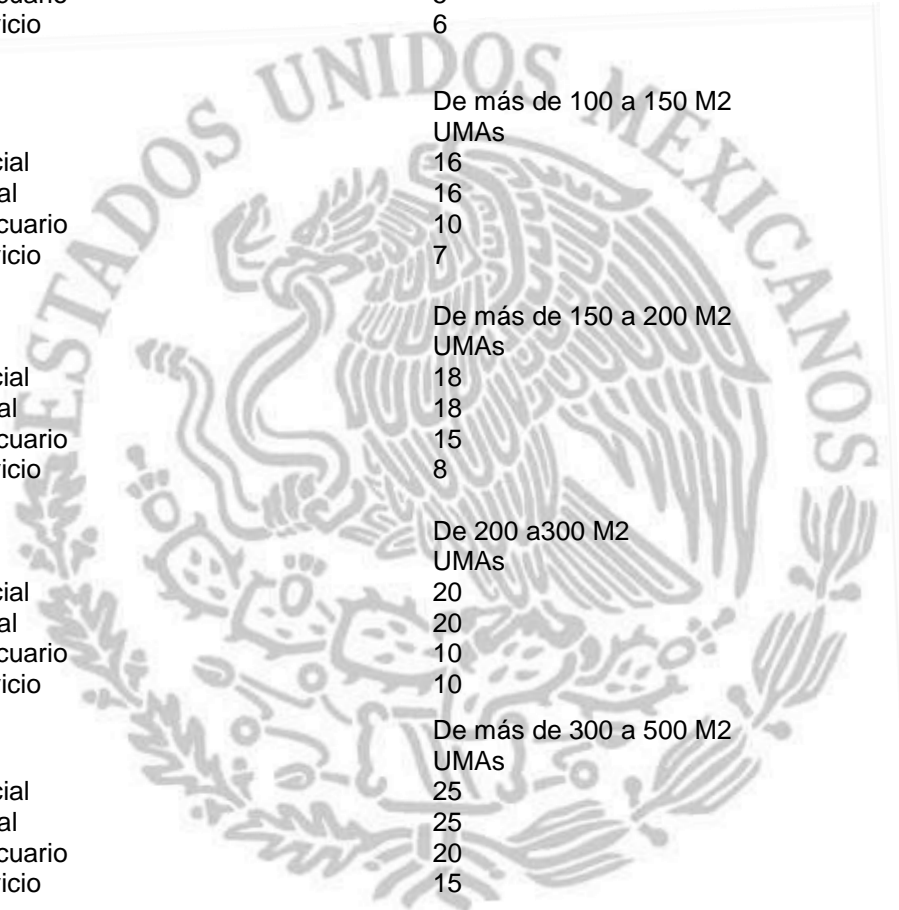 icio 6
De más de 100 a 150 M2
UMAs
cial 16
al 16
cuario 10
icio 7
De más de 150 a 200 M2
UMAs
cial 18
al 18
cuario 15
icio 8
De 200 a300 M2
UMAs
cial 20
al 20
cuario 10
icio 10
De más de 300 a 500 M2
UMAs
cial 25
al 25
cuario 20
icio 15
ESTADOS UNIDOS MEXICANOS